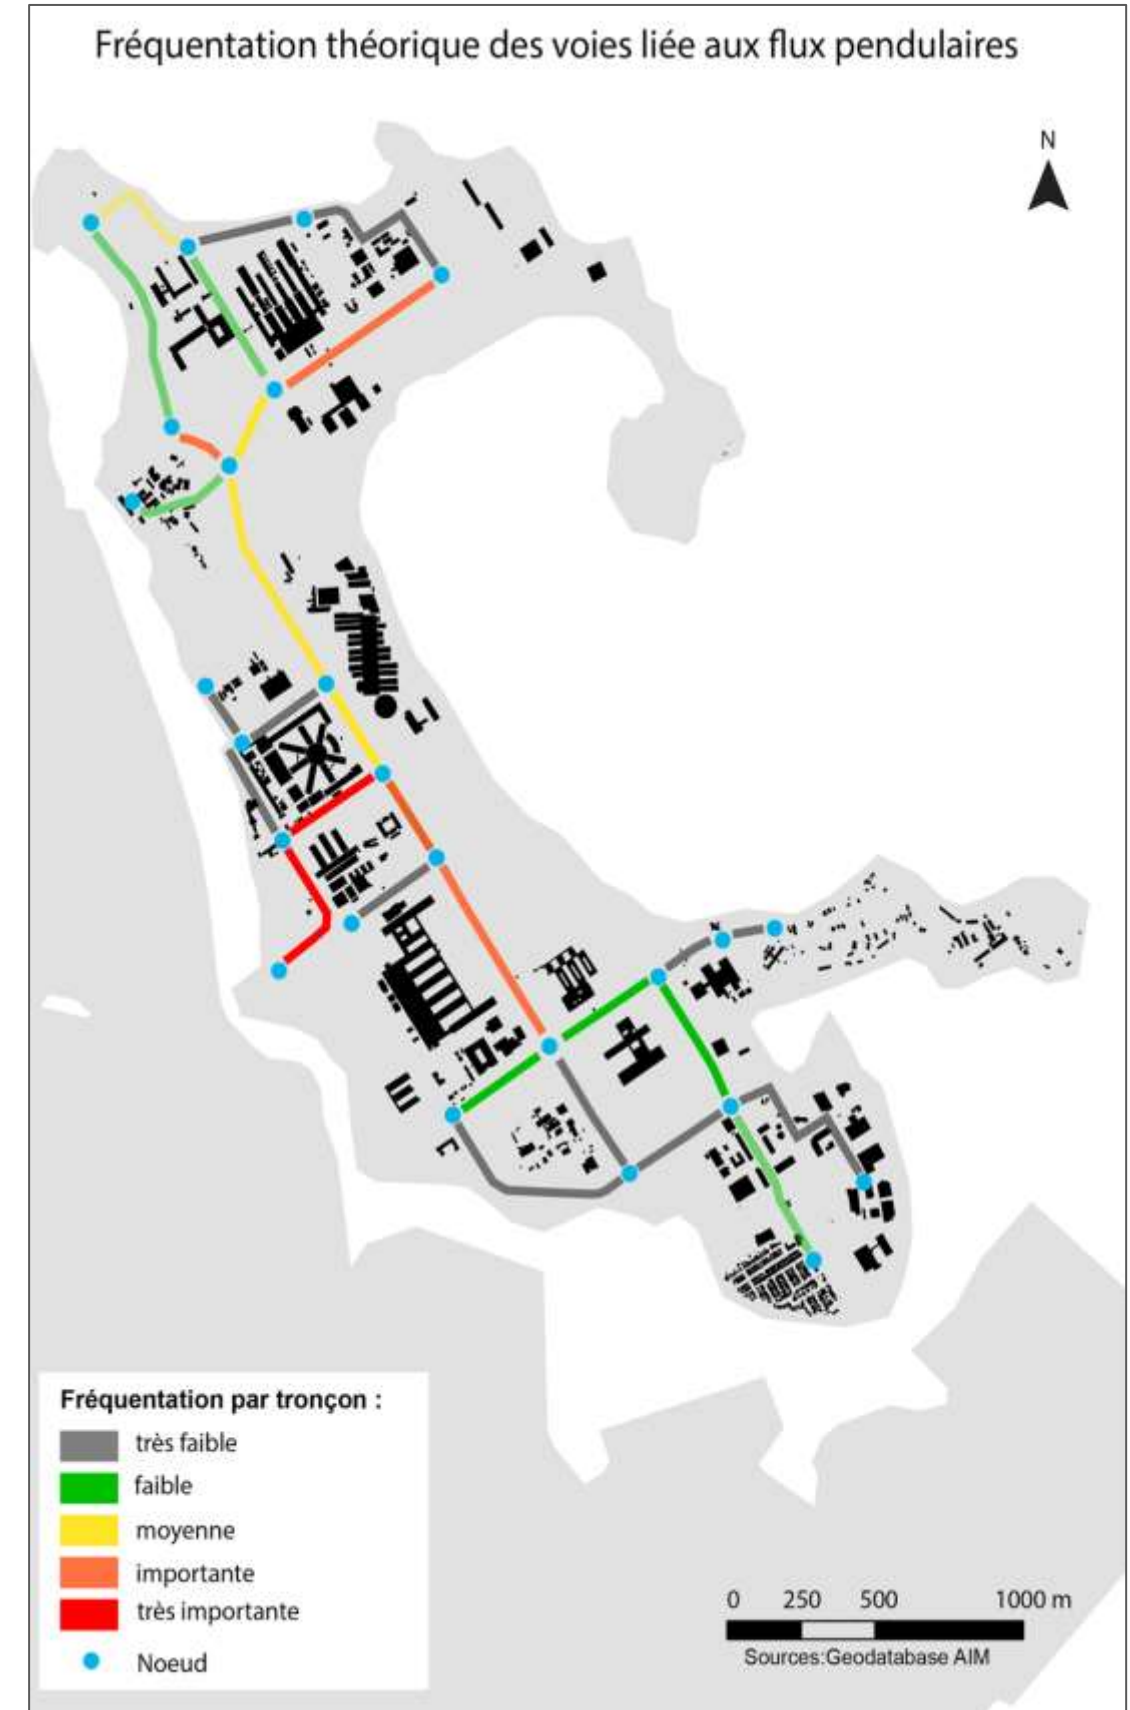 Fréquentation théorique des voies liée aux flux pendulaires
N
Fréquentation par tronçon :
très faible
faible
moyenne
importante
très importante
Noeud
0 250 500 1000 m
Sources:Geodatabase AIM